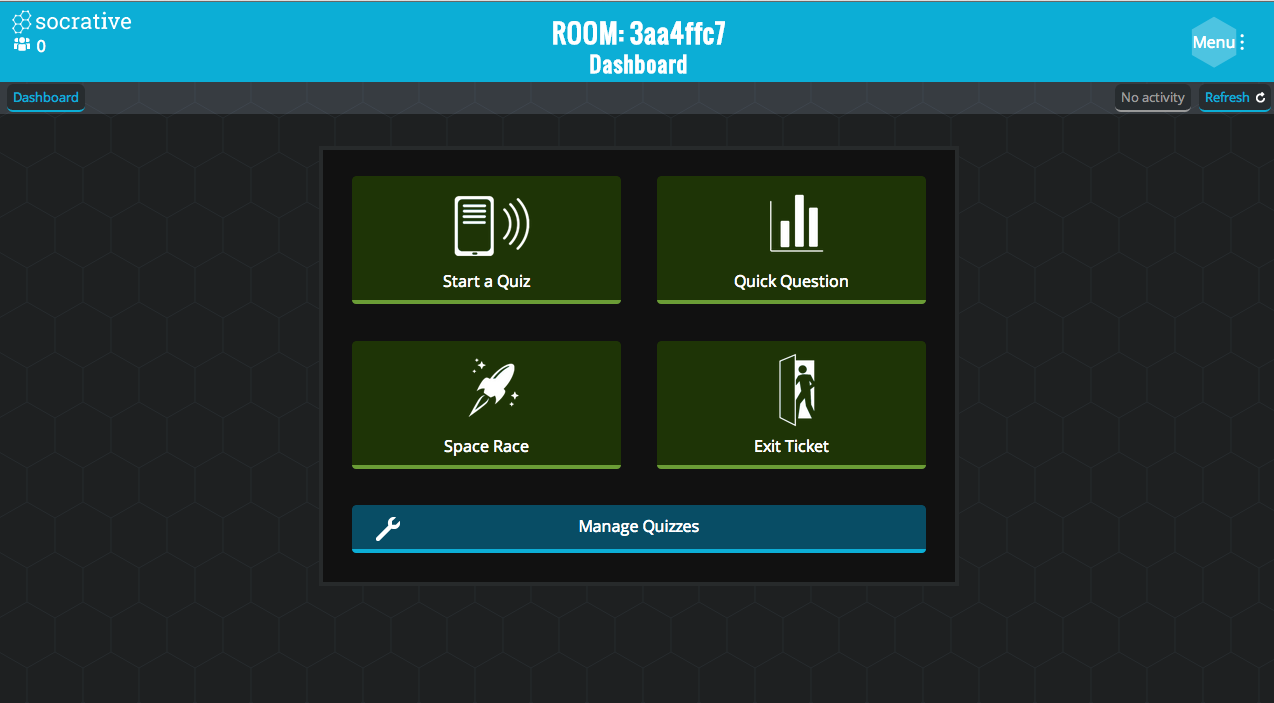 socrative
0
ROOM: 3aa4ffc7
Dashboard
Menu
Dashboard
No activity
Refresh
Start a Quiz
Quick Question
Space Race
Exit Ticket
Manage Quizzes